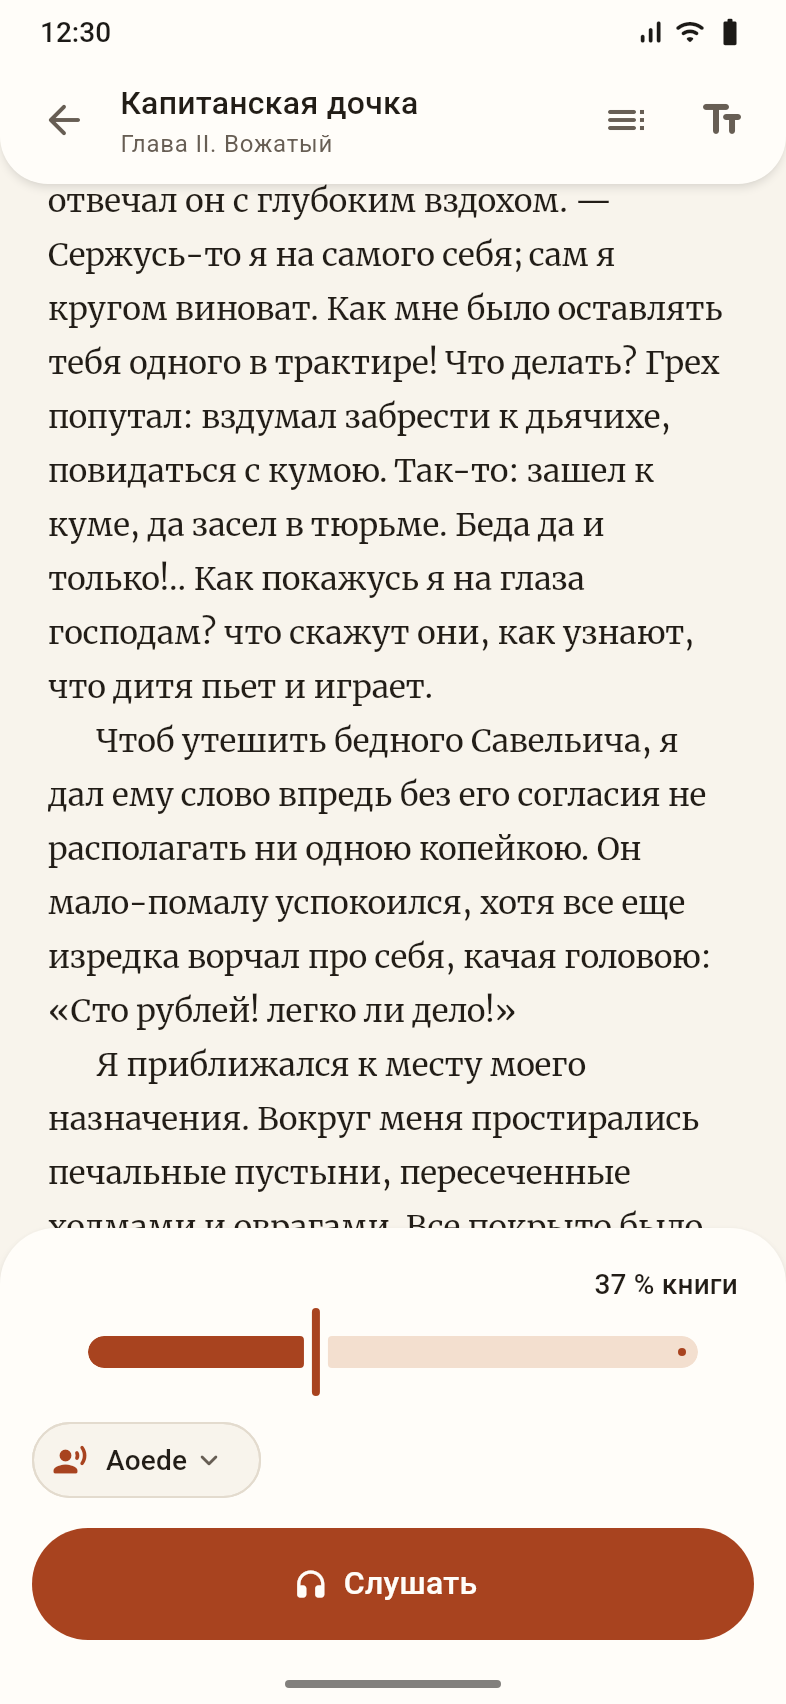 12:30
Капитанская дочка
Глава II. Вожатый
отвечал он с глубоким вздохом. —
Сержусь-то я на самого себя; сам я
кругом виноват. Как мне было оставлять
тебя одного в трактире! Что делать? Грех
попутал: вздумал забрести к дьячихе,
повидаться с кумою. Так-то: зашел к
куме, да засел в тюрьме. Беда да и
только!.. Как покажусь я на глаза
господам? что скажут они, как узнают,
что дитя пьет и играет.
Чтоб утешить бедного Савельича, я
дал ему слово впредь без его согласия не
располагать ни одною копейкою. Он
мало-помалу успокоился, хотя все еще
изредка ворчал про себя, качая головою:
«Сто рублей! легко ли дело!»
Я приближался к месту моего
назначения. Вокруг меня простирались
печальные пустыни, пересеченные
холмами и оврагами. Все покрыто было
37 % книги
Aoede
Слушать